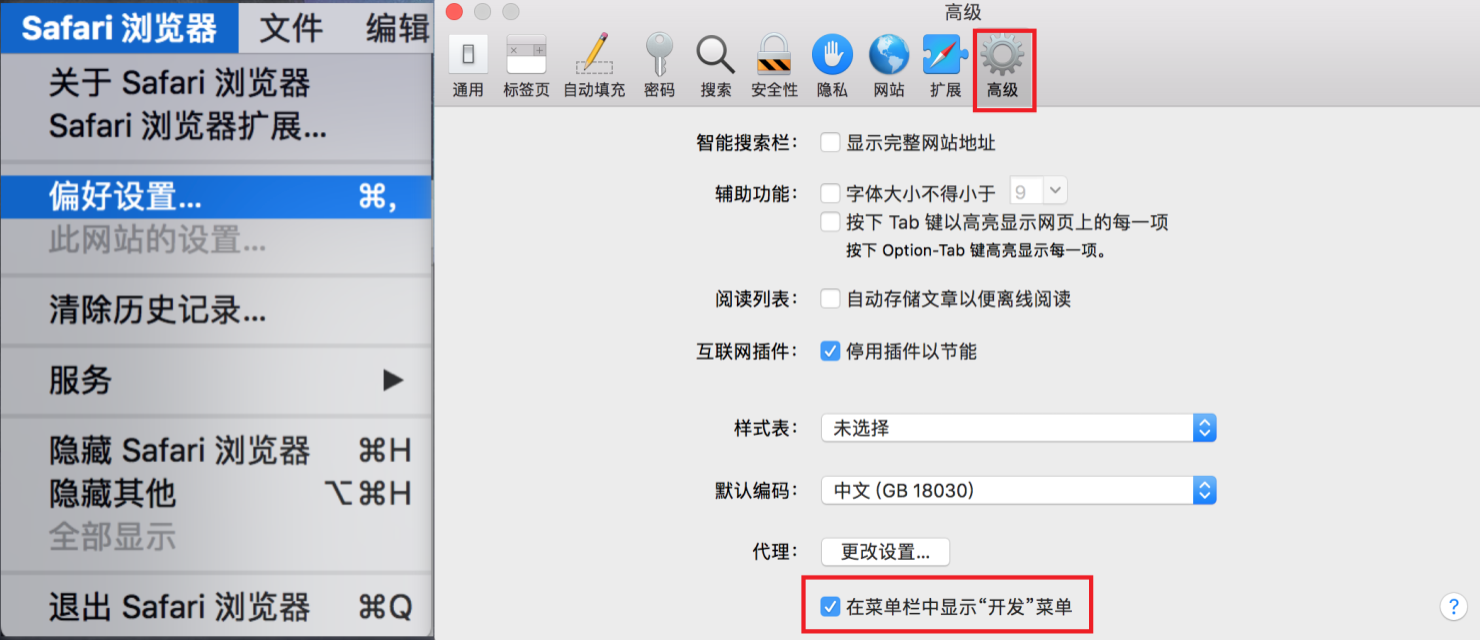 Safari 浏览器 文件 编辑
关于 Safari 浏览器
Safari 浏览器扩展...
偏好设置... ⌘,
此网站的设置...
清除历史记录...
服务 ▶
隐藏 Safari 浏览器 ⌘H
隐藏其他 ⌥⌘H
全部显示
退出 Safari 浏览器 ⌘Q
高级
通用 标签页 自动填充 密码 搜索 安全性 隐私 网站 扩展 高级
智能搜索栏： 显示完整网站地址
辅助功能： 字体大小不得小于 9
按下 Tab 键以高亮显示网页上的每一项
按下 Option-Tab 键高亮显示每一项。
阅读列表： 自动存储文章以便离线阅读
互联网插件： 停用插件以节能
样式表： 未选择
默认编码： 中文 (GB 18030)
代理： 更改设置...
在菜单栏中显示“开发”菜单
?